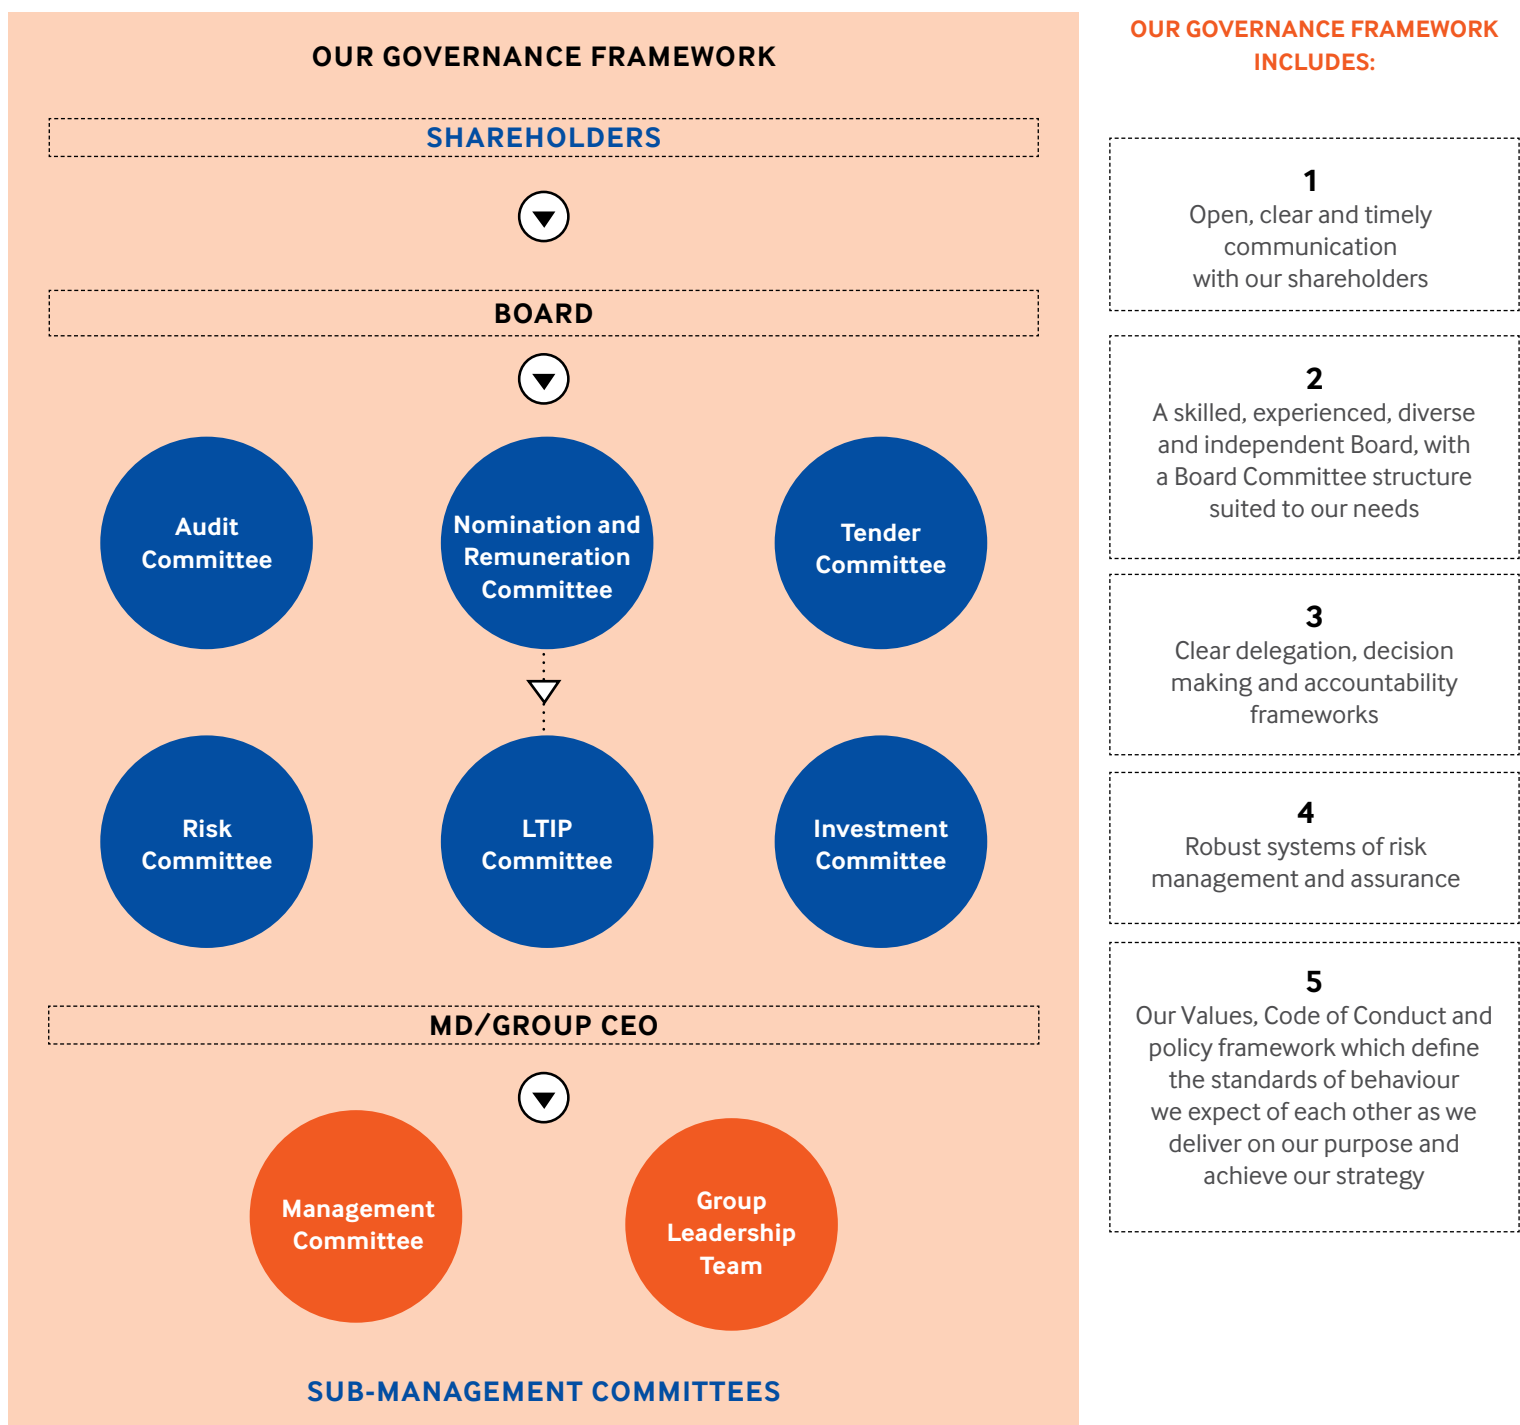 OUR GOVERNANCE FRAMEWORK
SHAREHOLDERS
BOARD
Audit
Committee
Nomination and
Remuneration
Committee
Tender
Committee
Risk
Committee
LTIP
Committee
Investment
Committee
MD/GROUP CEO
Management
Committee
Group
Leadership
Team
SUB-MANAGEMENT COMMITTEES
OUR GOVERNANCE FRAMEWORK
INCLUDES:
1
Open, clear and timely
communication
with our shareholders
2
A skilled, experienced, diverse
and independent Board, with
a Board Committee structure
suited to our needs
3
Clear delegation, decision
making and accountability
frameworks
4
Robust systems of risk
management and assurance
5
Our Values, Code of Conduct and
policy framework which define
the standards of behaviour
we expect of each other as we
deliver on our purpose and
achieve our strategy